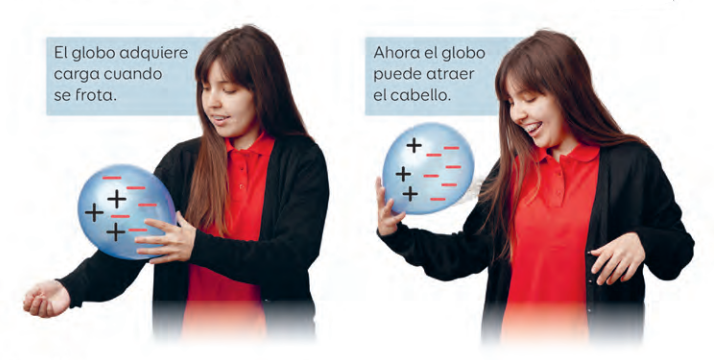 El globo adquiere
carga cuando
se frota.
Ahora el globo
puede atraer
el cabello.